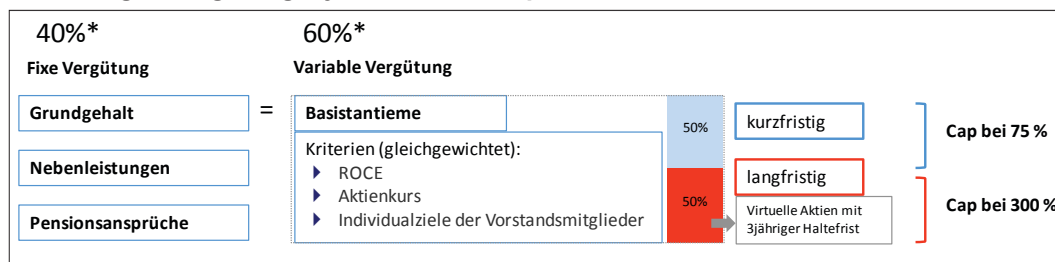 40%*
60%*
Fixe Vergütung
Variable Vergütung
Grundgehalt
=
Basistantieme
Nebenleistungen
Pensionsansprüche
Kriterien (gleichgewichtet):
ROCE
Aktienkurs
Individualziele der Vorstandsmitglieder
50%
50%
kurzfristig
langfristig
Virtuelle Aktien mit
3jähriger Haltefrist
Cap bei 75 %
Cap bei 300 %